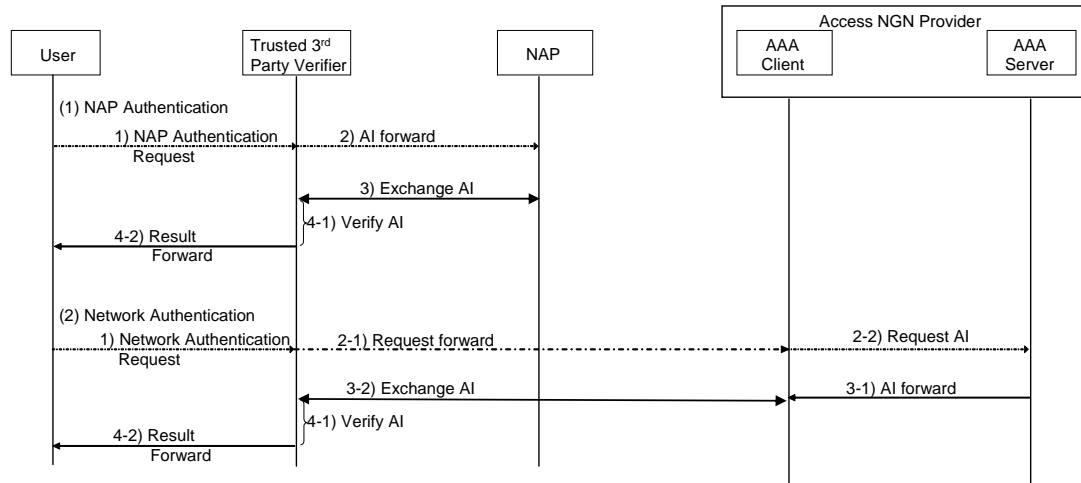 Access NGN Provider
User
Trusted 3rd
Party Verifier
NAP
AAA
Client
AAA
Server
(1) NAP Authentication
1) NAP Authentication
Request
2) AI forward
3) Exchange AI
4-1) Verify AI
4-2) Result
Forward
(2) Network Authentication
1) Network Authentication
Request
2-1) Request forward
2-2) Request AI
3-2) Exchange AI
3-1) AI forward
4-1) Verify AI
4-2) Result
Forward